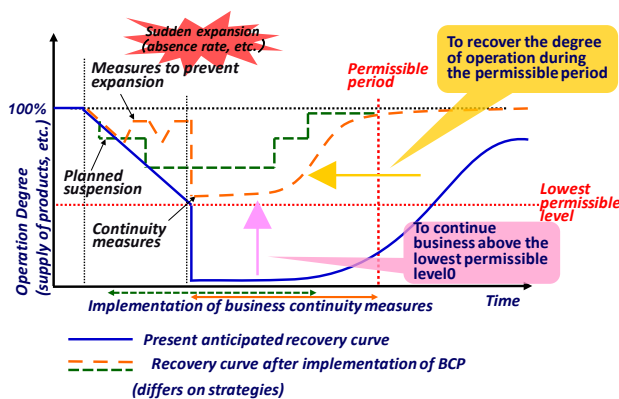 Sudden expansion
(absence rate, etc.)
To recover the degree
of operation during
the permissible period
Measures to prevent
expansion
Permissible
period
100%
Planned
suspension
Operation Degree
(supply of products, etc.)
Lowest
permissible
level
Continuity
measures
To continue
business above the
lowest permissible
level0
Implementation of business continuity measures
Time
Present anticipated recovery curve
Recovery curve after implementation of BCP
(differs on strategies)